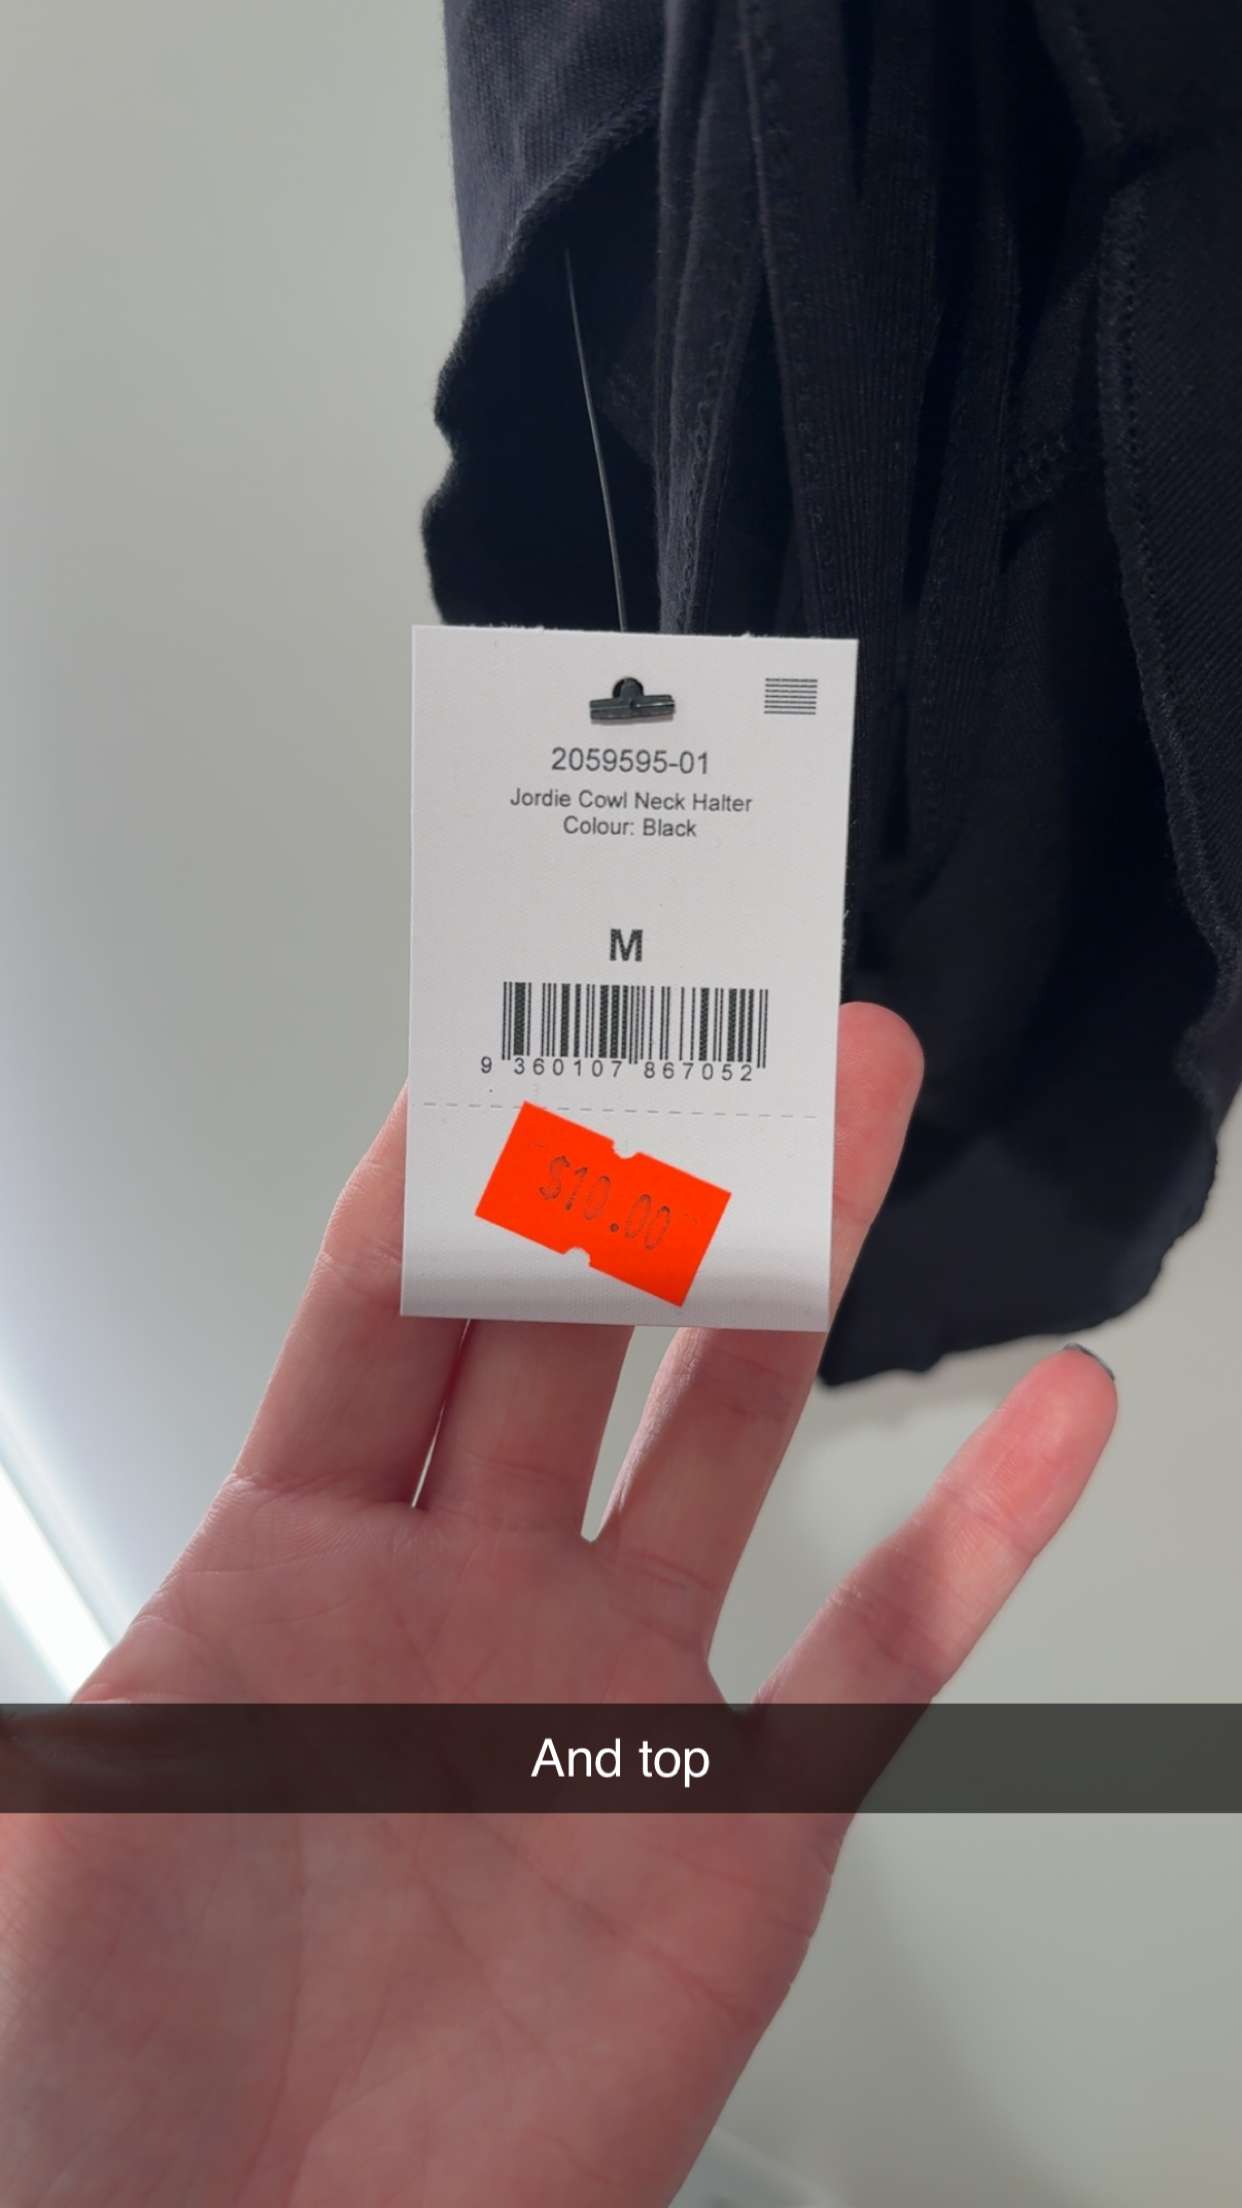 2059595-01
Jordie Cowl Neck Halter
Colour: Black
M
9 360107 867052
$10.00
And top